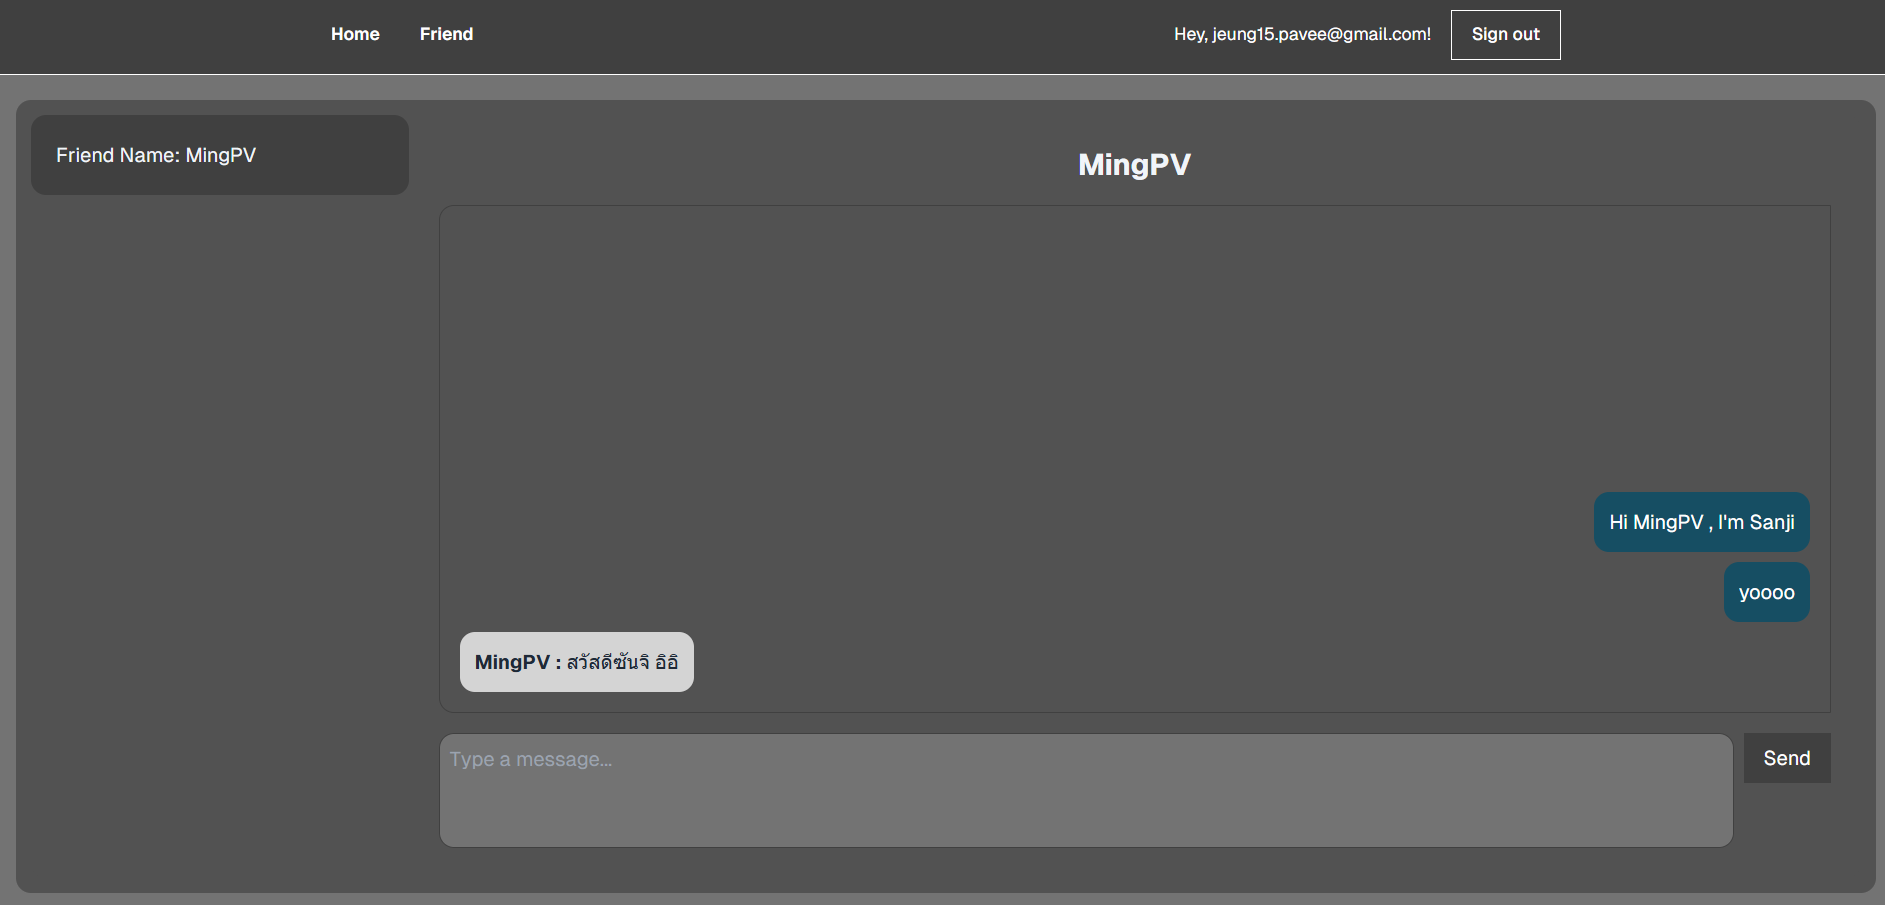 Home Friend Hey, jeung15.pavee@gmail.com! Sign out
Friend Name: MingPV
MingPV
Hi MingPV , I'm Sanji
yoooo
MingPV : สวัสดีซันจิ อิอิ
Type a message...
Send